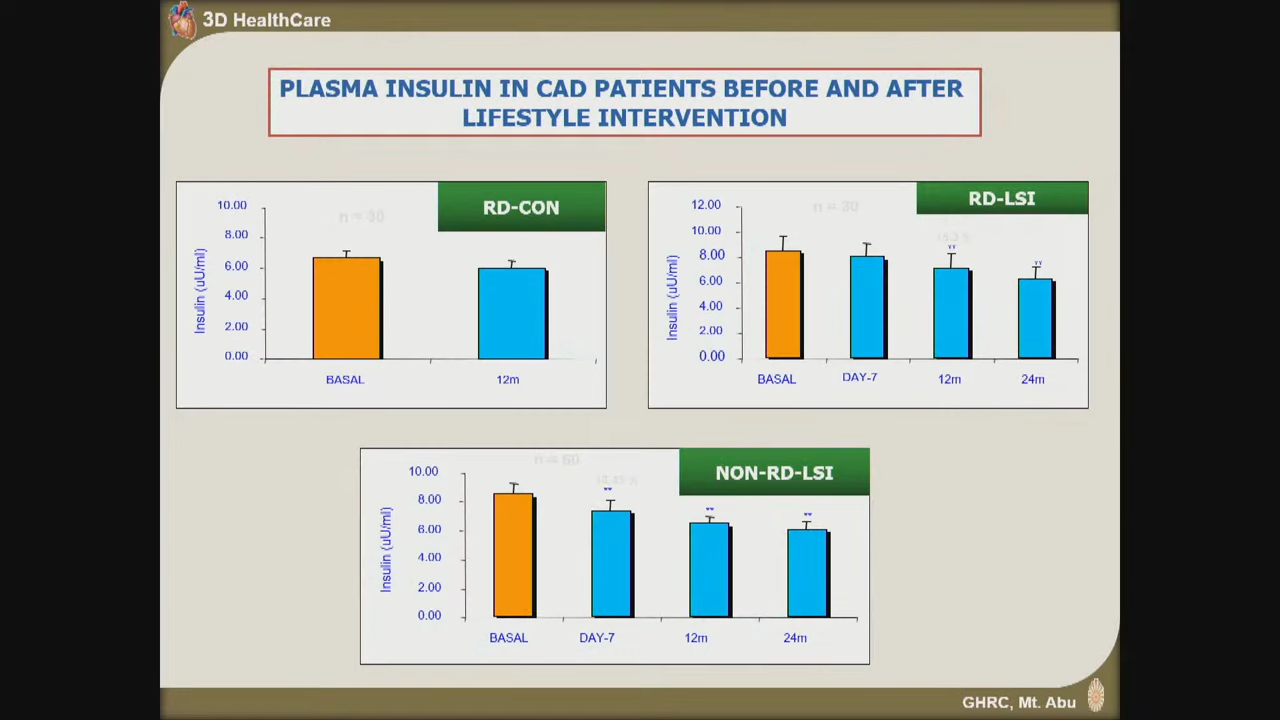 3D HealthCare
PLASMA INSULIN IN CAD PATIENTS BEFORE AND AFTER
LIFESTYLE INTERVENTION
RD-CON
n = 30
10.00
8.00
6.00
4.00
2.00
0.00
Insulin (uU/ml)
BASAL 12m
RD-LSI
n = 30
12.00
10.00
8.00
6.00
4.00
2.00
0.00
Insulin (uU/ml)
** **
BASAL DAY-7 12m 24m
NON-RD-LSI
n = 60
10.00
8.00
6.00
4.00
2.00
0.00
Insulin (uU/ml)
** ** **
BASAL DAY-7 12m 24m
GHRC, Mt. Abu